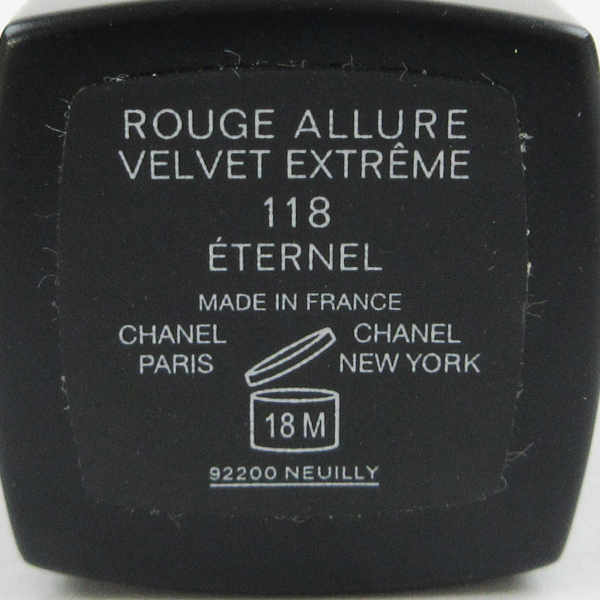 ROUGE ALLURE
VELVET EXTRÊME
118
ÉTERNEL
MADE IN FRANCE
CHANEL CHANEL
PARIS NEW YORK
18 M
92200 NEUILLY